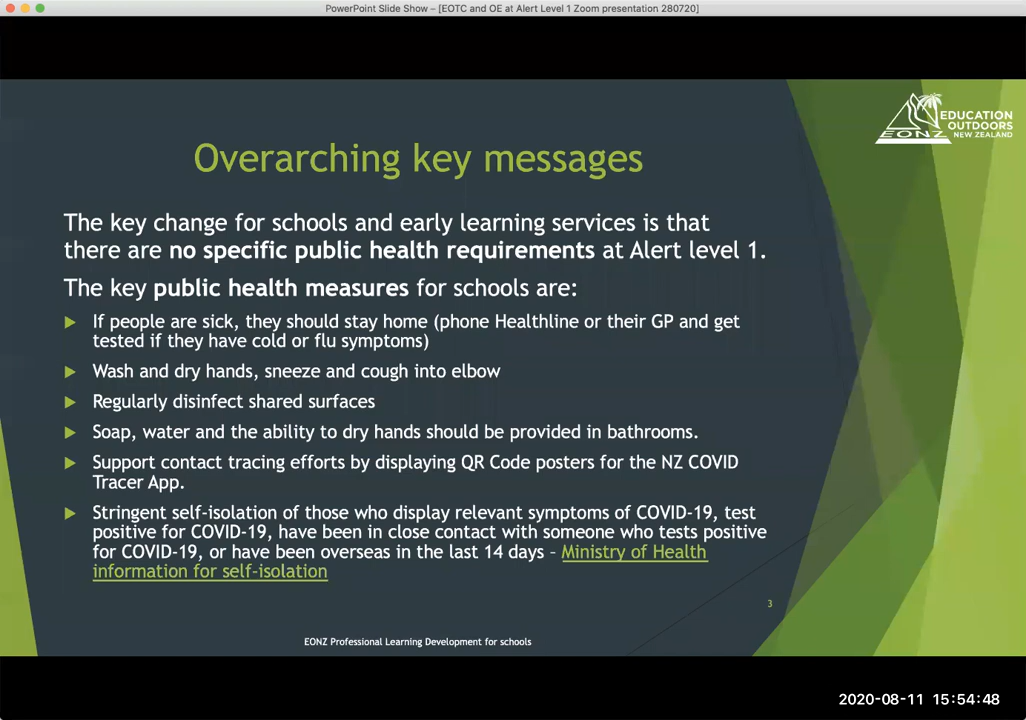 PowerPoint Slide Show – [EOTC and OE at Alert Level 1 Zoom presentation 280720]
EONZ
EDUCATION
OUTDOORS
NEW ZEALAND
Overarching key messages
The key change for schools and early learning services is that
there are no specific public health requirements at Alert level 1.
The key public health measures for schools are:
If people are sick, they should stay home (phone Healthline or their GP and get
tested if they have cold or flu symptoms)
Wash and dry hands, sneeze and cough into elbow
Regularly disinfect shared surfaces
Soap, water and the ability to dry hands should be provided in bathrooms.
Support contact tracing efforts by displaying QR Code posters for the NZ COVID
Tracer App.
Stringent self-isolation of those who display relevant symptoms of COVID-19, test
positive for COVID-19, have been in close contact with someone who tests positive
for COVID-19, or have been overseas in the last 14 days – Ministry of Health
information for self-isolation
3
EONZ Professional Learning Development for schools
2020-08-11 15:54:48